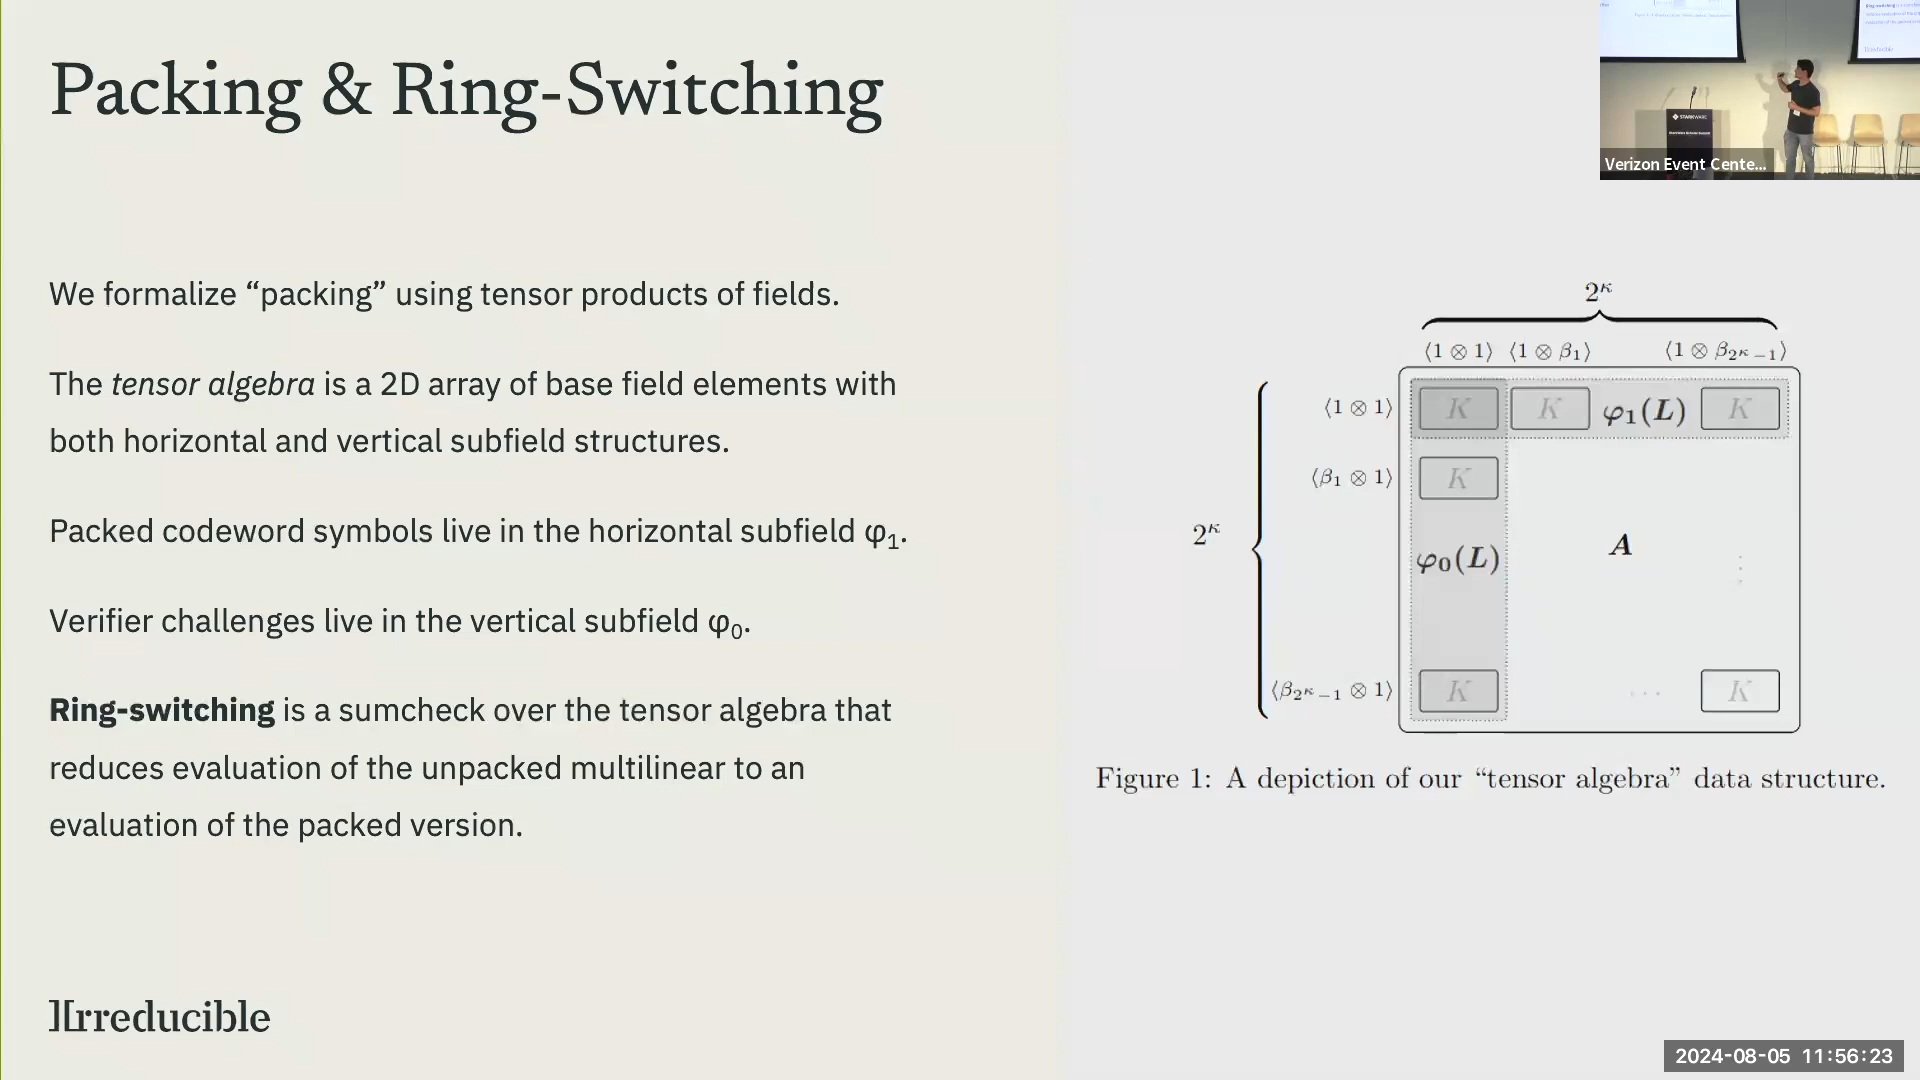 Packing & Ring-Switching
We formalize “packing” using tensor products of fields.
The tensor algebra is a 2D array of base field elements with
both horizontal and vertical subfield structures.
Packed codeword symbols live in the horizontal subfield φ₁.
Verifier challenges live in the vertical subfield φ₀.
Ring-switching is a sumcheck over the tensor algebra that
reduces evaluation of the unpacked multilinear to an
evaluation of the packed version.
Irreducible
STARKWARE
Verizon Event Cente...
2^κ
⟨1 ⊗ 1⟩ ⟨1 ⊗ β₁⟩ ⟨1 ⊗ β_{2^κ−1}⟩
⟨1 ⊗ 1⟩ K K φ₁(L) K
⟨β₁ ⊗ 1⟩ K
2^κ
φ₀(L) A
⟨β_{2^κ−1} ⊗ 1⟩ K ... K
Figure 1: A depiction of our “tensor algebra” data structure.
2024-08-05 11:56:23